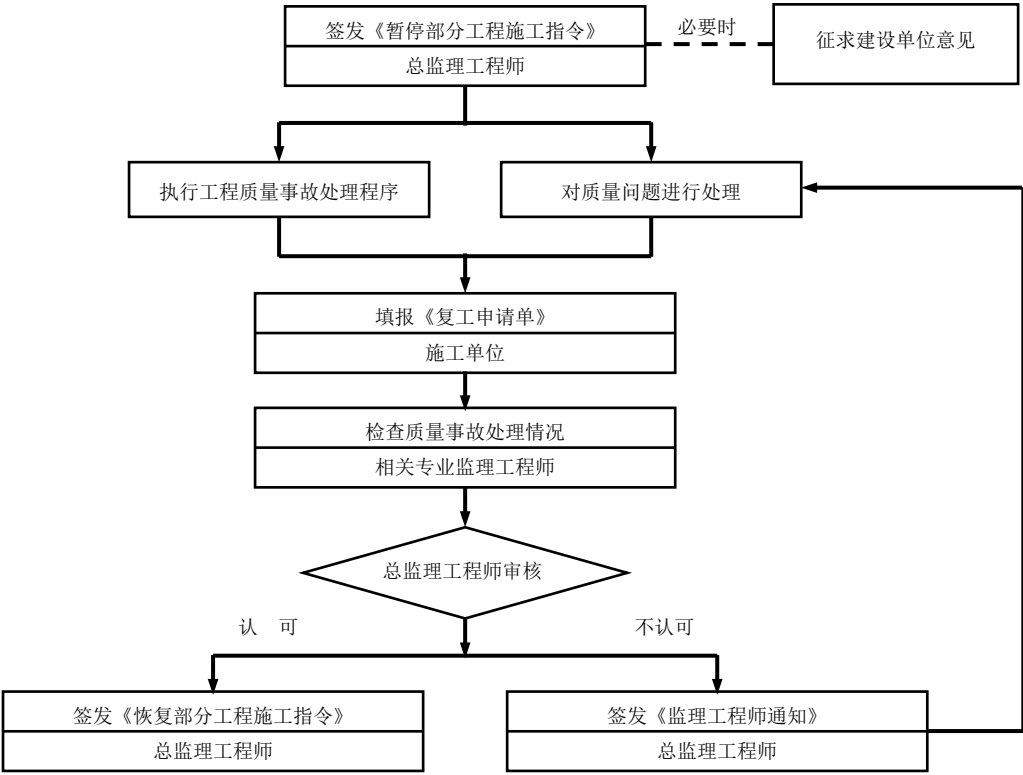 签发《暂停部分工程施工指令》
总监理工程师
必要时
征求建设单位意见
执行工程质量事故处理程序
对质量问题进行处理
填报《复工申请单》
施工单位
检查质量事故处理情况
相关专业监理工程师
总监理工程师审核
认 可
不认可
签发《恢复部分工程施工指令》
总监理工程师
签发《监理工程师通知》
总监理工程师